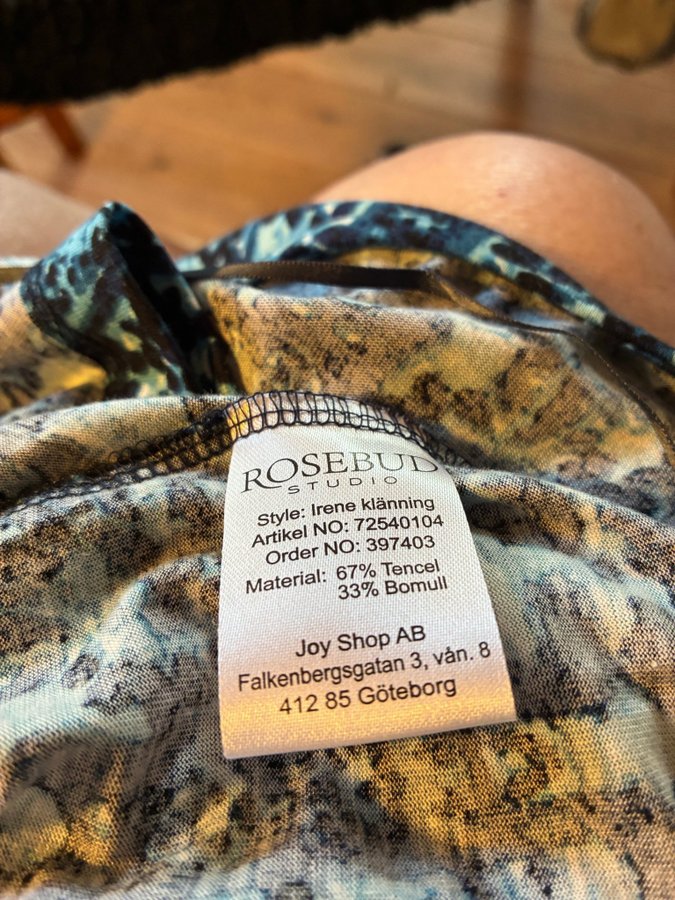 ROSEBUD
STUDIO
Style: Irene klänning
Artikel NO: 72540104
Order NO: 397403
Material: 67% Tencel
33% Bomull
Joy Shop AB
Falkenbergsgatan 3, vån. 8
412 85 Göteborg